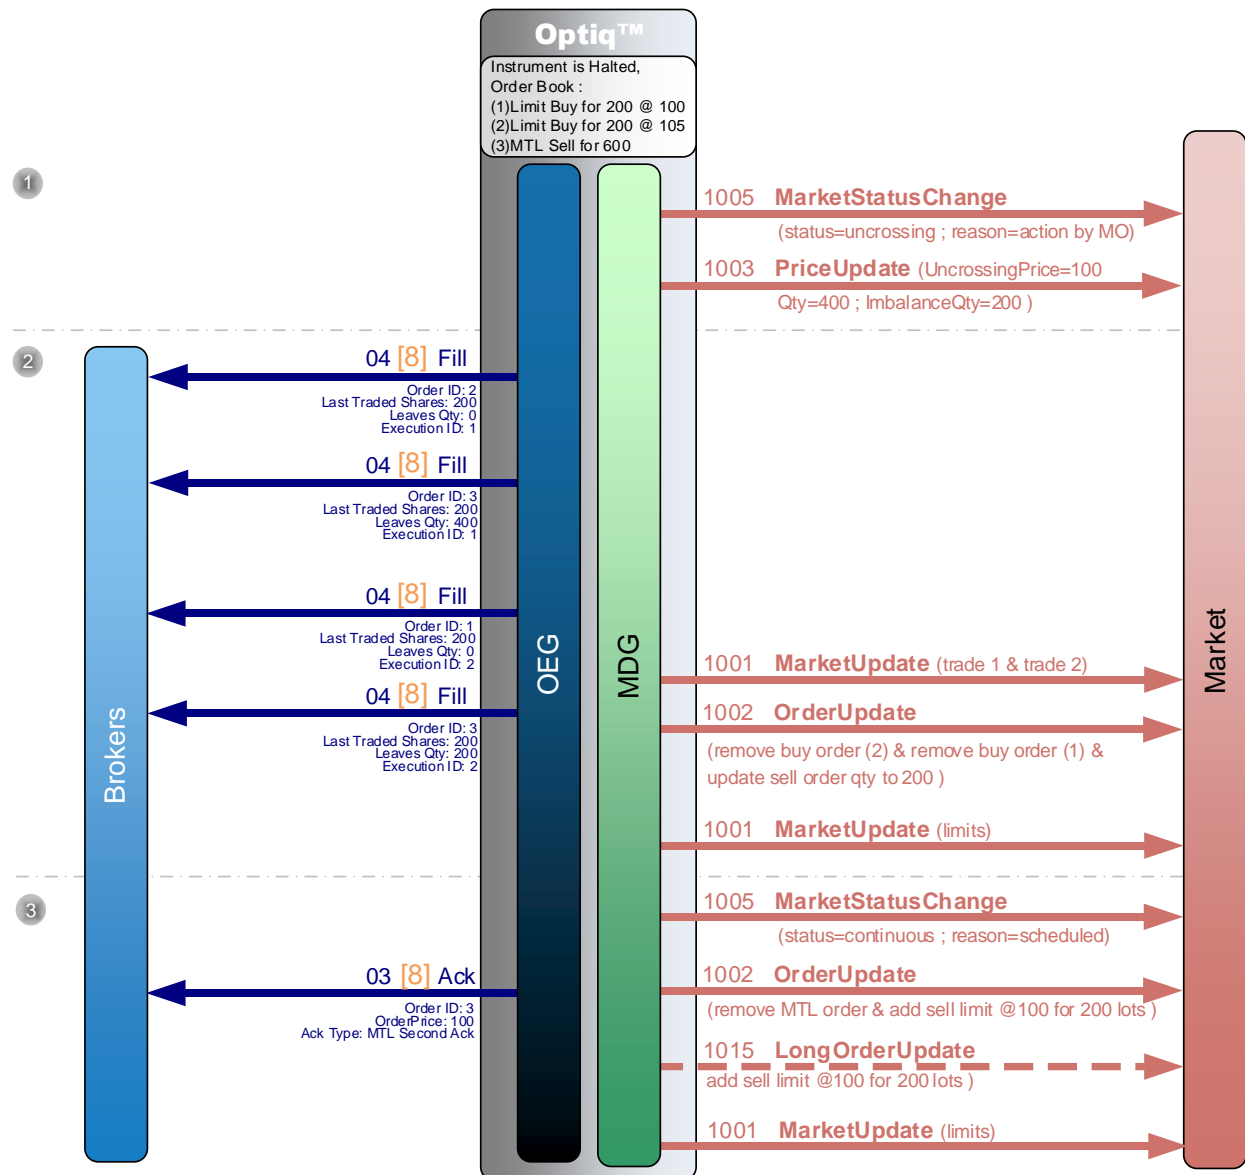 Optiq™
Instrument is Halted,
Order Book :
(1)Limit Buy for 200 @ 100
(2)Limit Buy for 200 @ 105
(3)MTL Sell for 600
1
1005 MarketStatusChange
(status=uncrossing ; reason=action by MO)
1003 PriceUpdate (UncrossingPrice=100
Qty=400 ; ImbalanceQty=200 )
2
04 [8] Fill
Order ID: 2
Last Traded Shares: 200
Leaves Qty: 0
Execution ID: 1
04 [8] Fill
Order ID: 3
Last Traded Shares: 200
Leaves Qty: 400
Execution ID: 1
04 [8] Fill
Order ID: 1
Last Traded Shares: 200
Leaves Qty: 0
Execution ID: 2
04 [8] Fill
Order ID: 3
Last Traded Shares: 200
Leaves Qty: 200
Execution ID: 2
Brokers
OEG
MDG
Market
1001 MarketUpdate (trade 1 & trade 2)
1002 OrderUpdate
(remove buy order (2) & remove buy order (1) &
update sell order qty to 200 )
1001 MarketUpdate (limits)
3
1005 MarketStatusChange
(status=continuous ; reason=scheduled)
03 [8] Ack
Order ID: 3
OrderPrice: 100
Ack Type: MTL Second Ack
1002 OrderUpdate
(remove MTL order & add sell limit @100 for 200 lots )
1015 LongOrderUpdate
add sell limit @100 for 200 lots )
1001 MarketUpdate (limits)